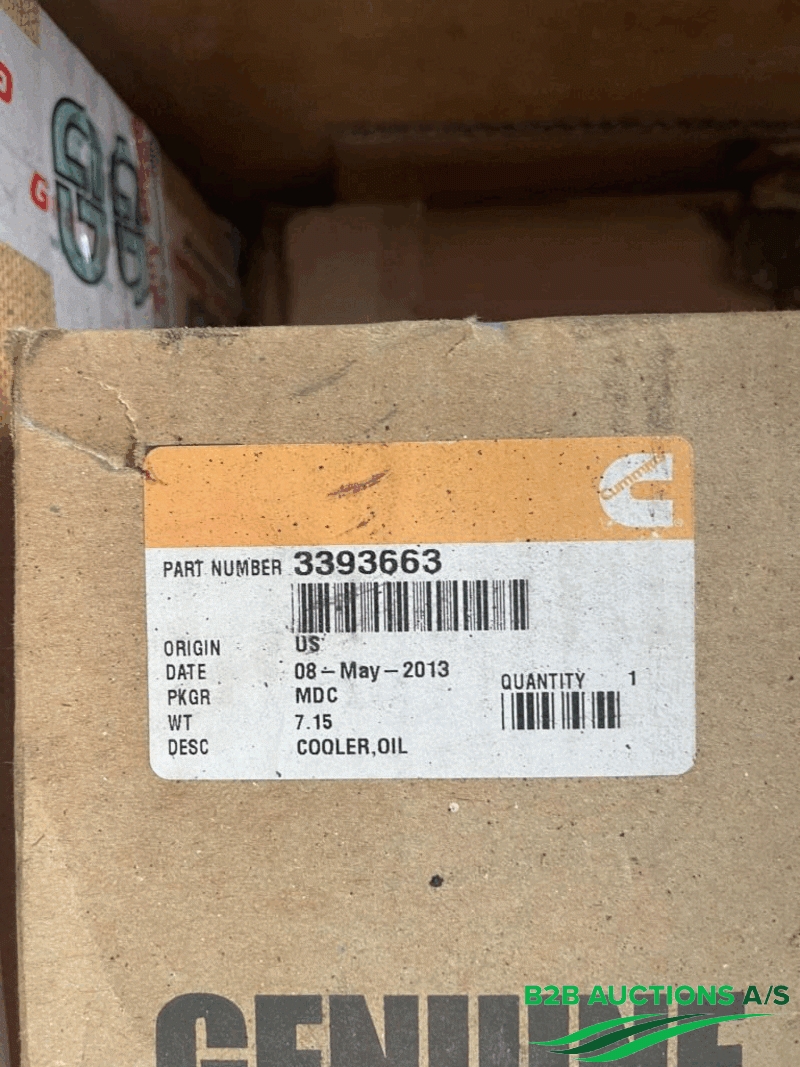 G
Cummins
PART NUMBER 3393663
ORIGIN US
DATE 08-May-2013
PKGR MDC
QUANTITY 1
WT 7.15
DESC COOLER,OIL
GENUINE
B2B AUCTIONS A/S